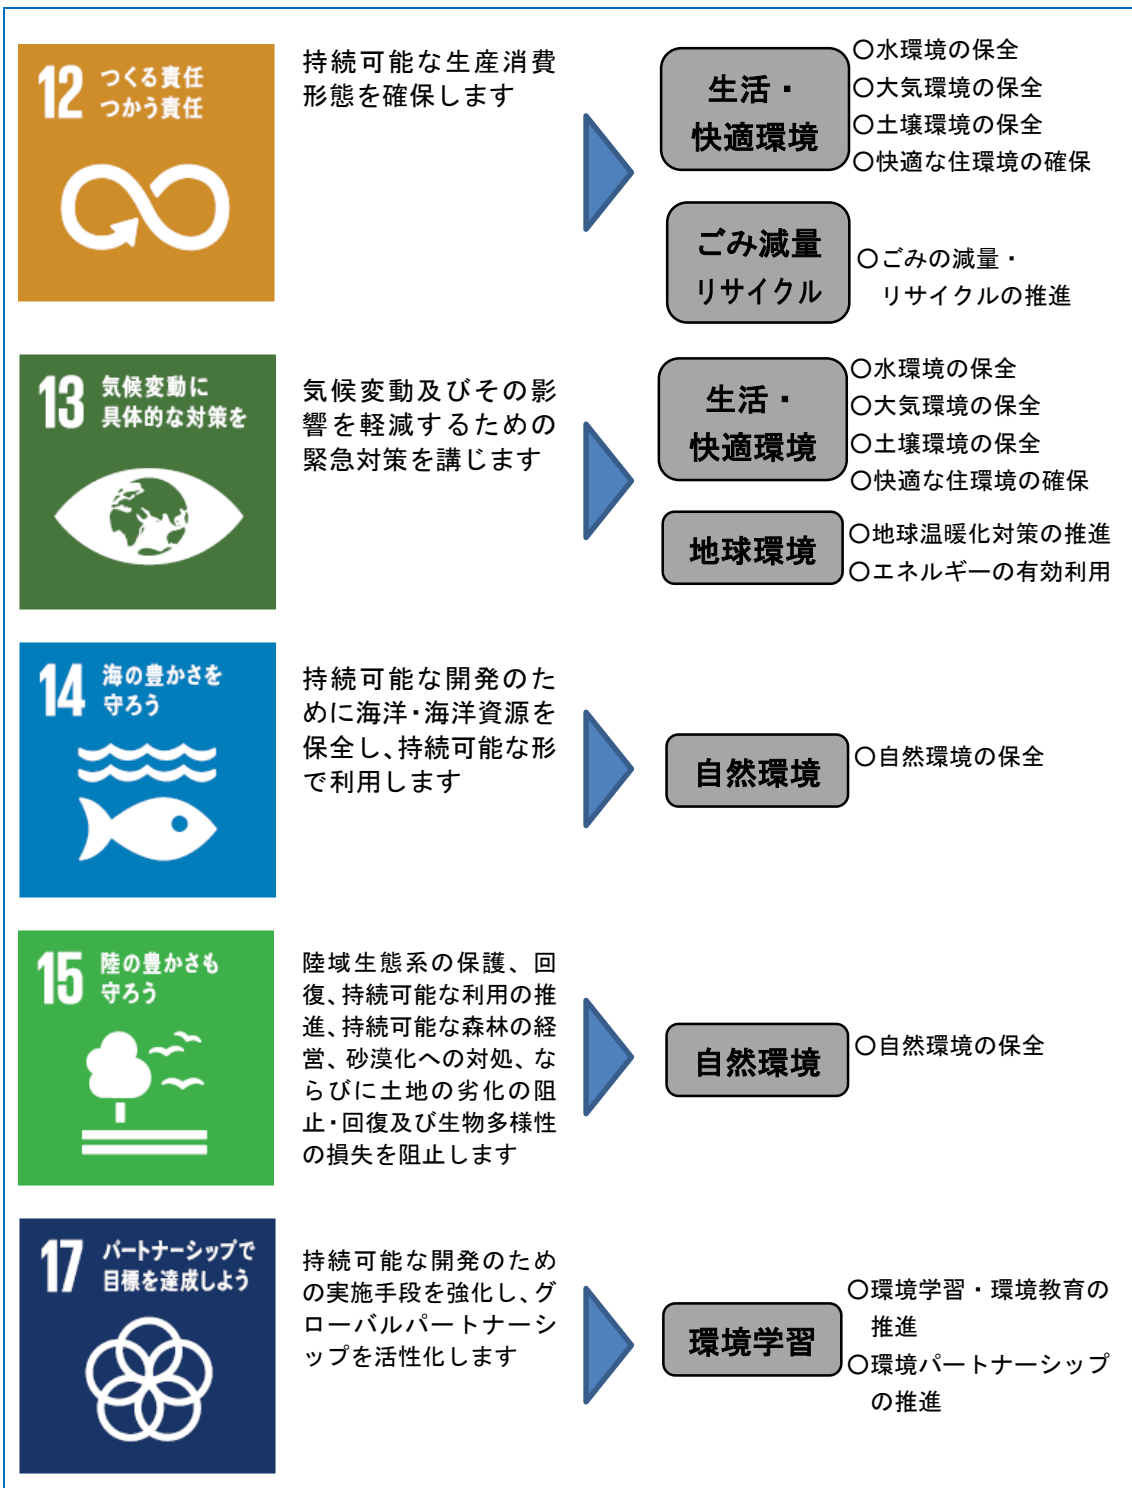 12 つくる責任
つかう責任
持続可能な生産消費
形態を確保します
生活・
快適環境
〇水環境の保全
〇大気環境の保全
〇土壌環境の保全
〇快適な住環境の確保
ごみ減量
リサイクル
〇ごみの減量・
リサイクルの推進
13 気候変動に
具体的な対策を
気候変動及びその影
響を軽減するための
緊急対策を講じます
生活・
快適環境
〇水環境の保全
〇大気環境の保全
〇土壌環境の保全
〇快適な住環境の確保
地球環境
〇地球温暖化対策の推進
〇エネルギーの有効利用
14 海の豊かさを
守ろう
持続可能な開発のた
めに海洋・海洋資源を
保全し、持続可能な形
で利用します
自然環境
〇自然環境の保全
15 陸の豊かさも
守ろう
陸域生態系の保護、回
復、持続可能な利用の推
進、持続可能な森林の経
営、砂漠化への対処、な
らびに土地の劣化の阻
止・回復及び生物多様性
の損失を阻止します
自然環境
〇自然環境の保全
17 パートナーシップで
目標を達成しよう
持続可能な開発のため
の実施手段を強化し、グ
ローバルパートナーシ
ップを活性化します
環境学習
〇環境学習・環境教育の
推進
〇環境パートナーシップ
の推進